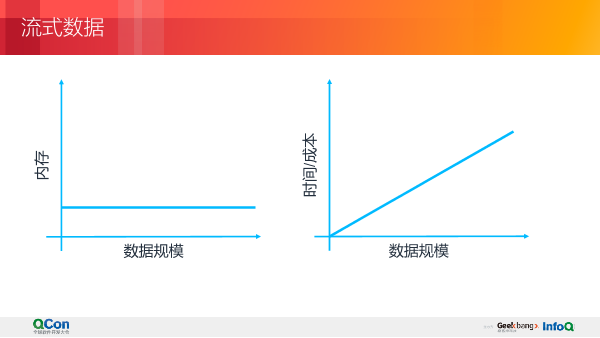 流式数据
内存
数据规模
时间/成本
数据规模
QCon
全球软件开发大会
Geekbang>.
InfoQ